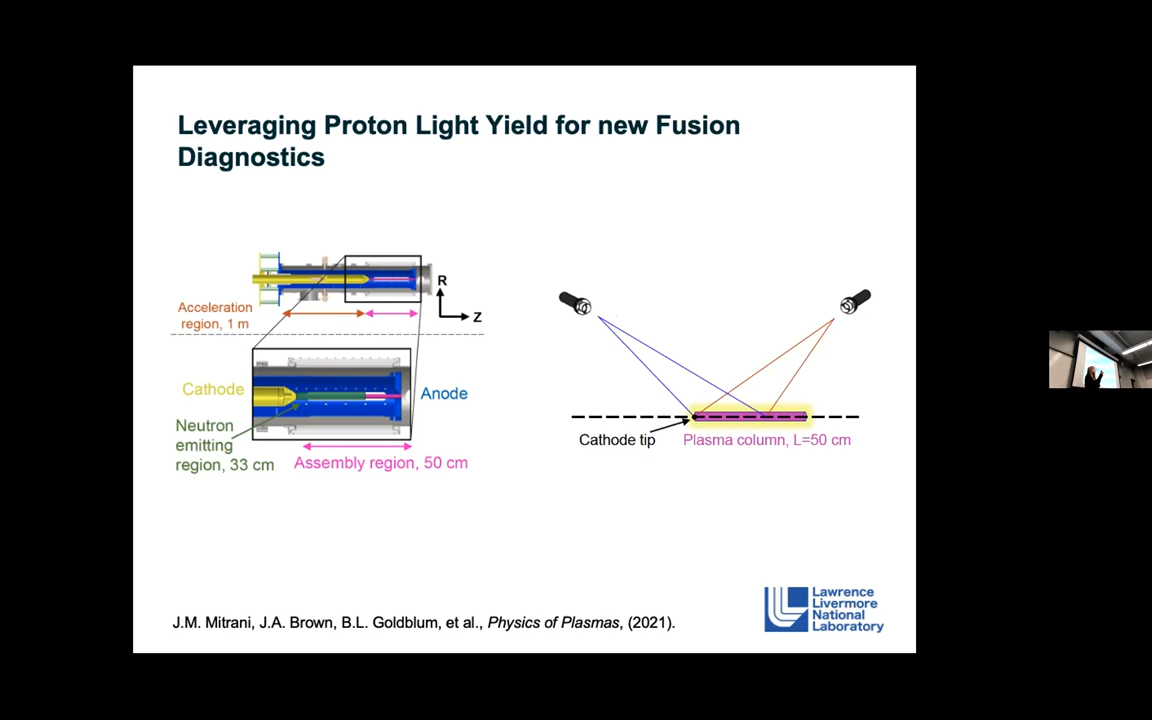 Leveraging Proton Light Yield for new Fusion
Diagnostics
R
Z
Acceleration
region, 1 m
Cathode
Anode
Neutron
emitting
region, 33 cm
Assembly region, 50 cm
Cathode tip
Plasma column, L=50 cm
J.M. Mitrani, J.A. Brown, B.L. Goldblum, et al., Physics of Plasmas, (2021).
Lawrence
Livermore
National
Laboratory